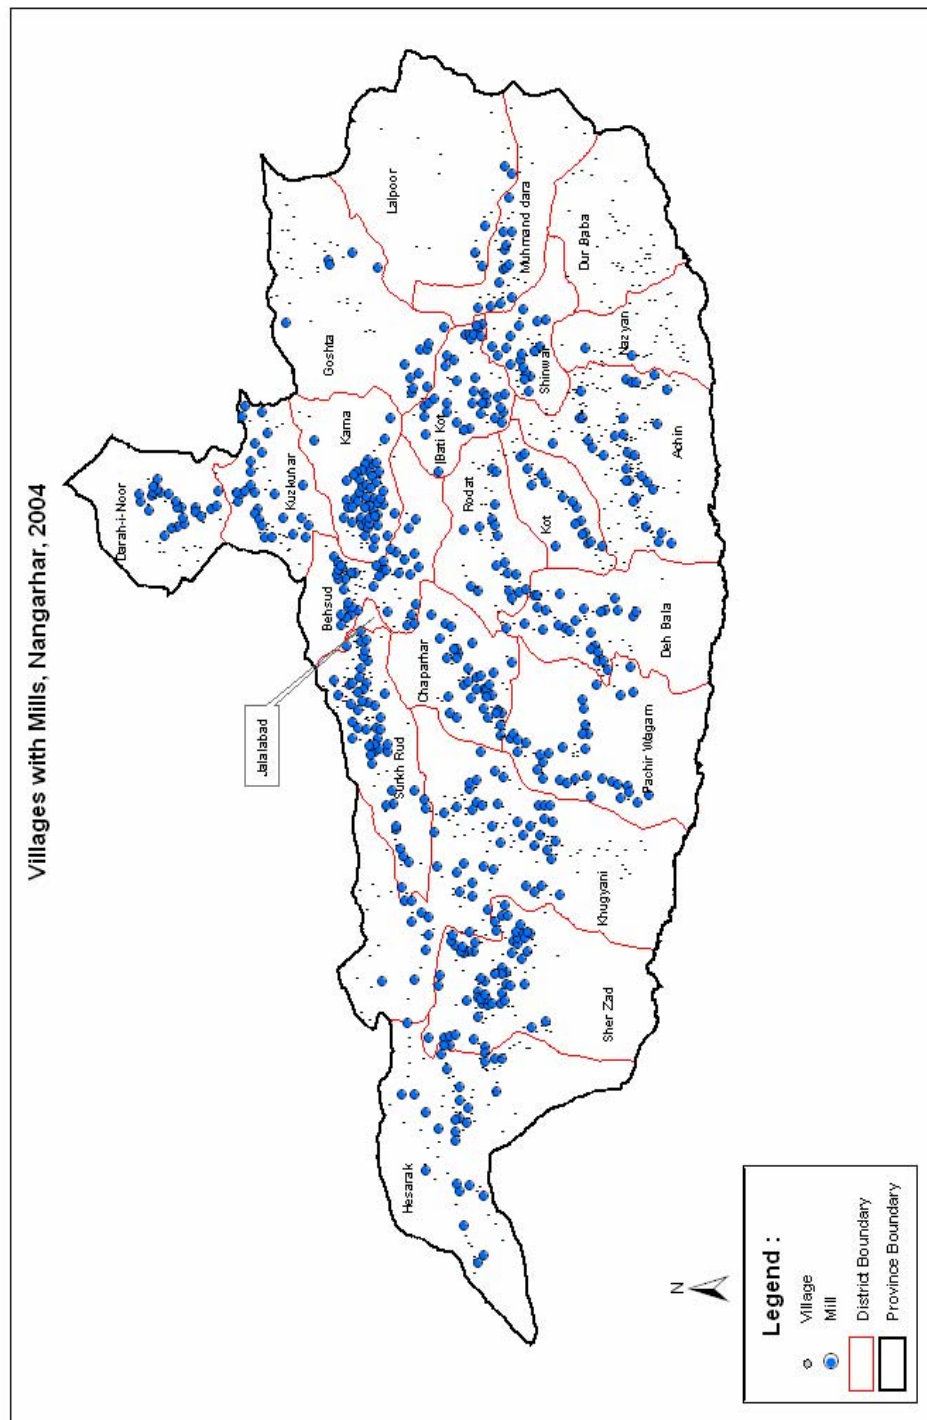 Villages with Mills, Nangarhar, 2004
Darah-i-Noor
Kuzkunar
Goshta
Lalpoor
Kama
Behsud
Jalalabad
Surkh Rud
Bati Kot
Muhmand dara
Rodat
Chaparhar
Shinwar
Dur Baba
Kot
Nazyan
Achin
Deh Bala
Pachir Wagam
Khugyani
Sher Zad
Hesarak
N
Legend :
Village
Mill
District Boundary
Province Boundary